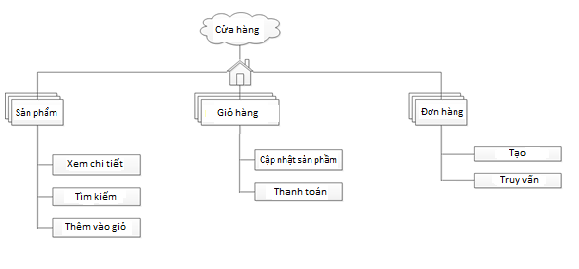 Cửa hàng
Sản phẩm
Giỏ hàng
Đơn hàng
Xem chi tiết
Tìm kiếm
Thêm vào giỏ
Cập nhật sản phầm
Thanh toán
Tạo
Truy vấn